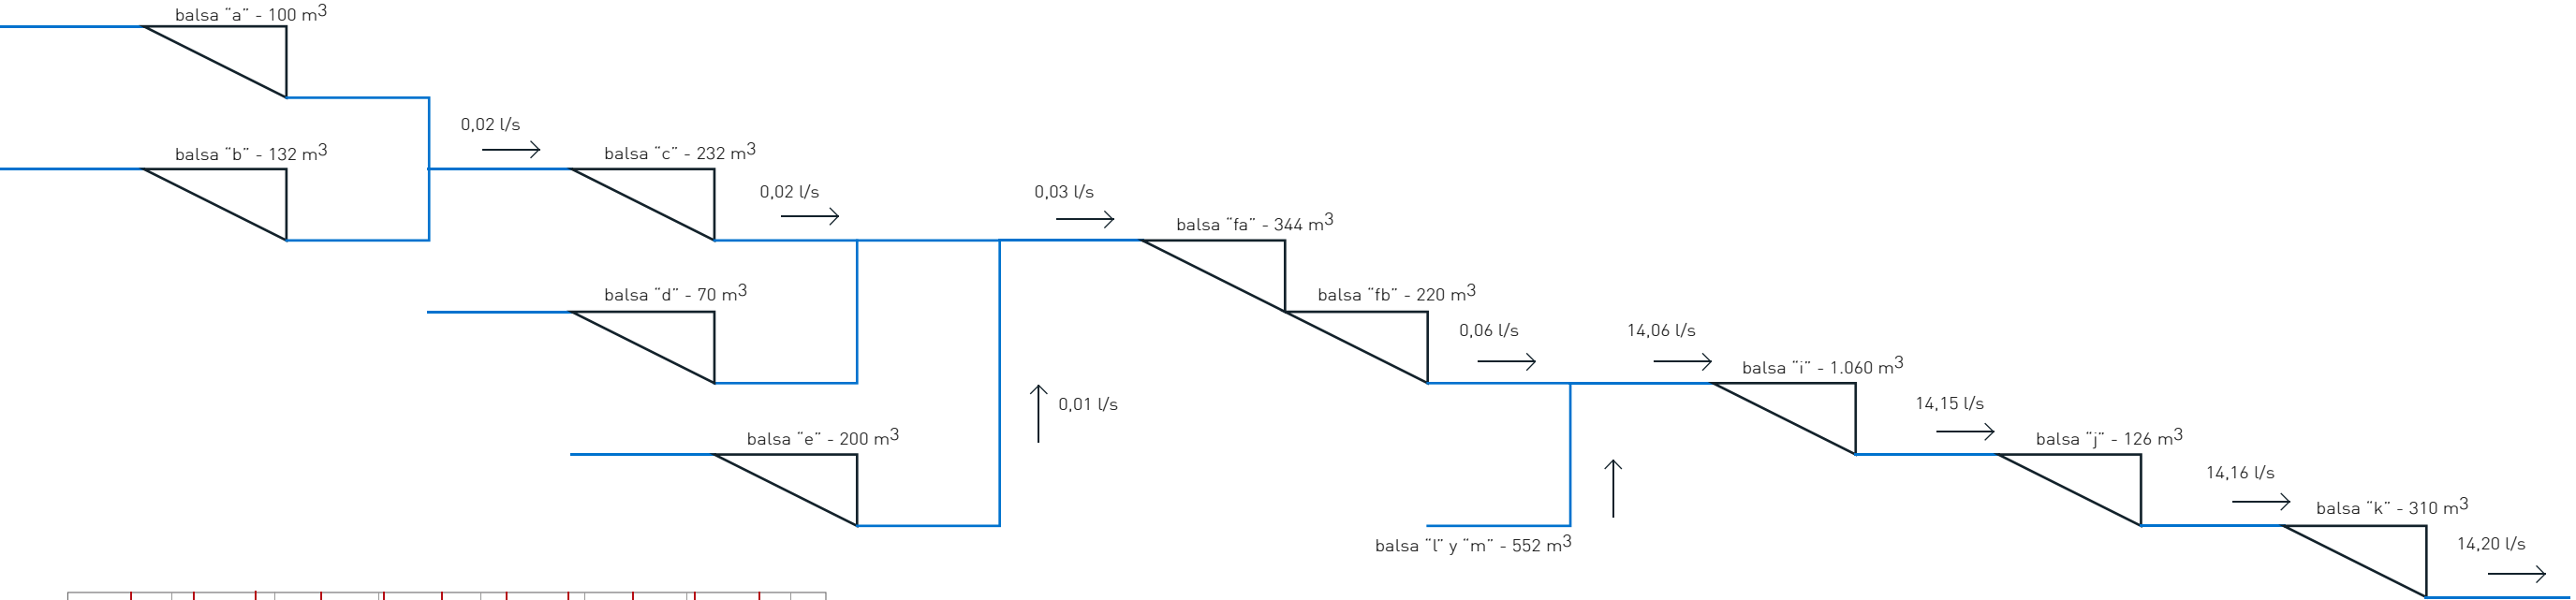 balsa ¨a¨ - 100 m³
0,02 l/s
balsa ¨b¨ - 132 m³
balsa ¨c¨ - 232 m³
0,02 l/s
0,03 l/s
balsa ¨fa¨ - 344 m³
balsa ¨d¨ - 70 m³
balsa ¨fb¨ - 220 m³
0,06 l/s
14,06 l/s
balsa ¨i¨ - 1.060 m³
0,01 l/s
14,15 l/s
balsa ¨e¨ - 200 m³
balsa ¨j¨ - 126 m³
14,16 l/s
balsa ¨k¨ - 310 m³
balsa ¨l¨ y ¨m¨ - 552 m³
14,20 l/s